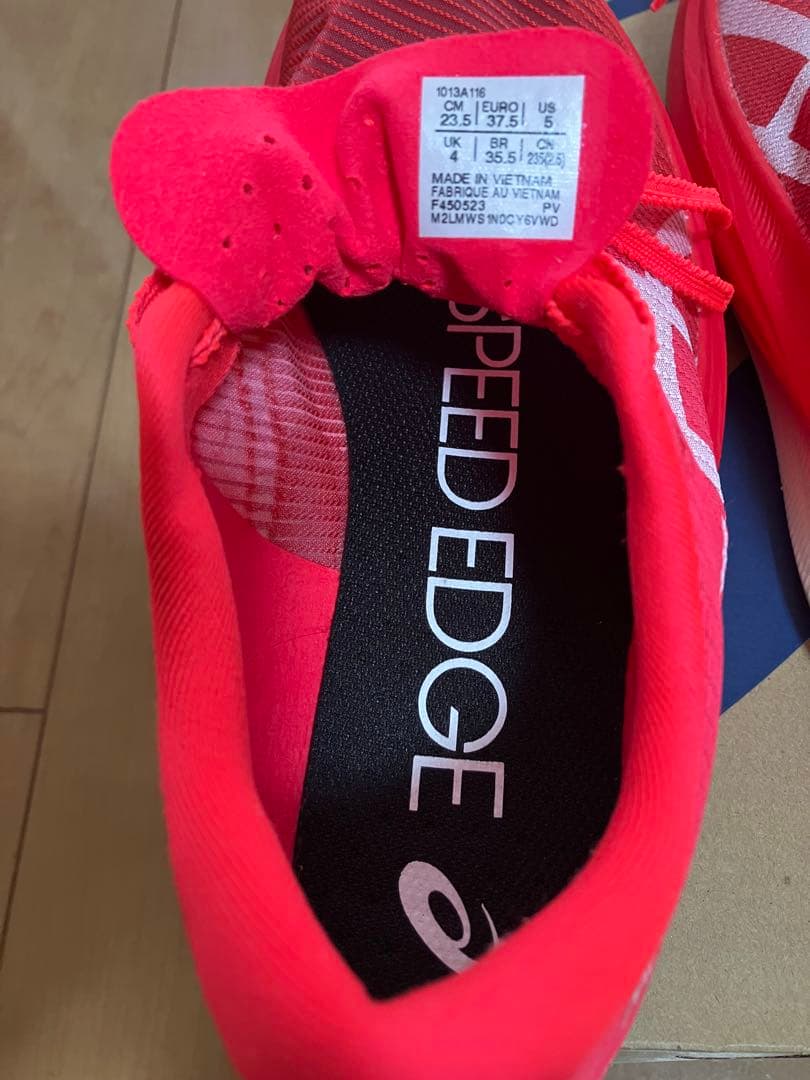 1013A116
CM EURO US
23.5 37.5 5
UK BR CN
4 35.5 235(2.5)
MADE IN VIETNAM
FABRIQUE AU VIETNAM
F450523 PV
M2LMWS1N0CY6VWD
SPEED EDGE